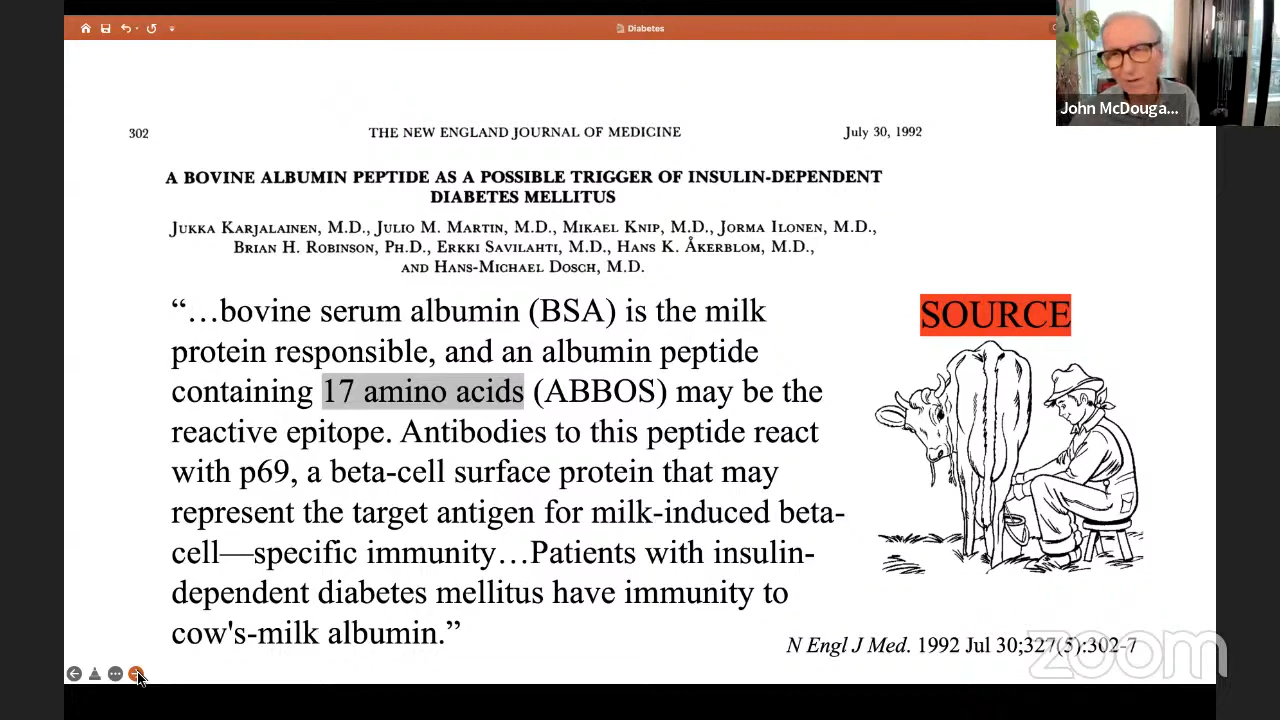 Diabetes
John McDouga...
302
THE NEW ENGLAND JOURNAL OF MEDICINE
July 30, 1992
A BOVINE ALBUMIN PEPTIDE AS A POSSIBLE TRIGGER OF INSULIN-DEPENDENT
DIABETES MELLITUS
JUKKA KARJALAINEN, M.D., JULIO M. MARTIN, M.D., MIKAEL KNIP, M.D., JORMA ILONEN, M.D.,
BRIAN H. ROBINSON, PH.D., ERKKI SAVILAHTI, M.D., HANS K. ÅKERBLOM, M.D.,
AND HANS-MICHAEL DOSCH, M.D.
“…bovine serum albumin (BSA) is the milk
protein responsible, and an albumin peptide
containing 17 amino acids (ABBOS) may be the
reactive epitope. Antibodies to this peptide react
with p69, a beta-cell surface protein that may
represent the target antigen for milk-induced beta-
cell—specific immunity…Patients with insulin-
dependent diabetes mellitus have immunity to
cow's-milk albumin.”
SOURCE
N Engl J Med. 1992 Jul 30;327(5):302-7
zoom